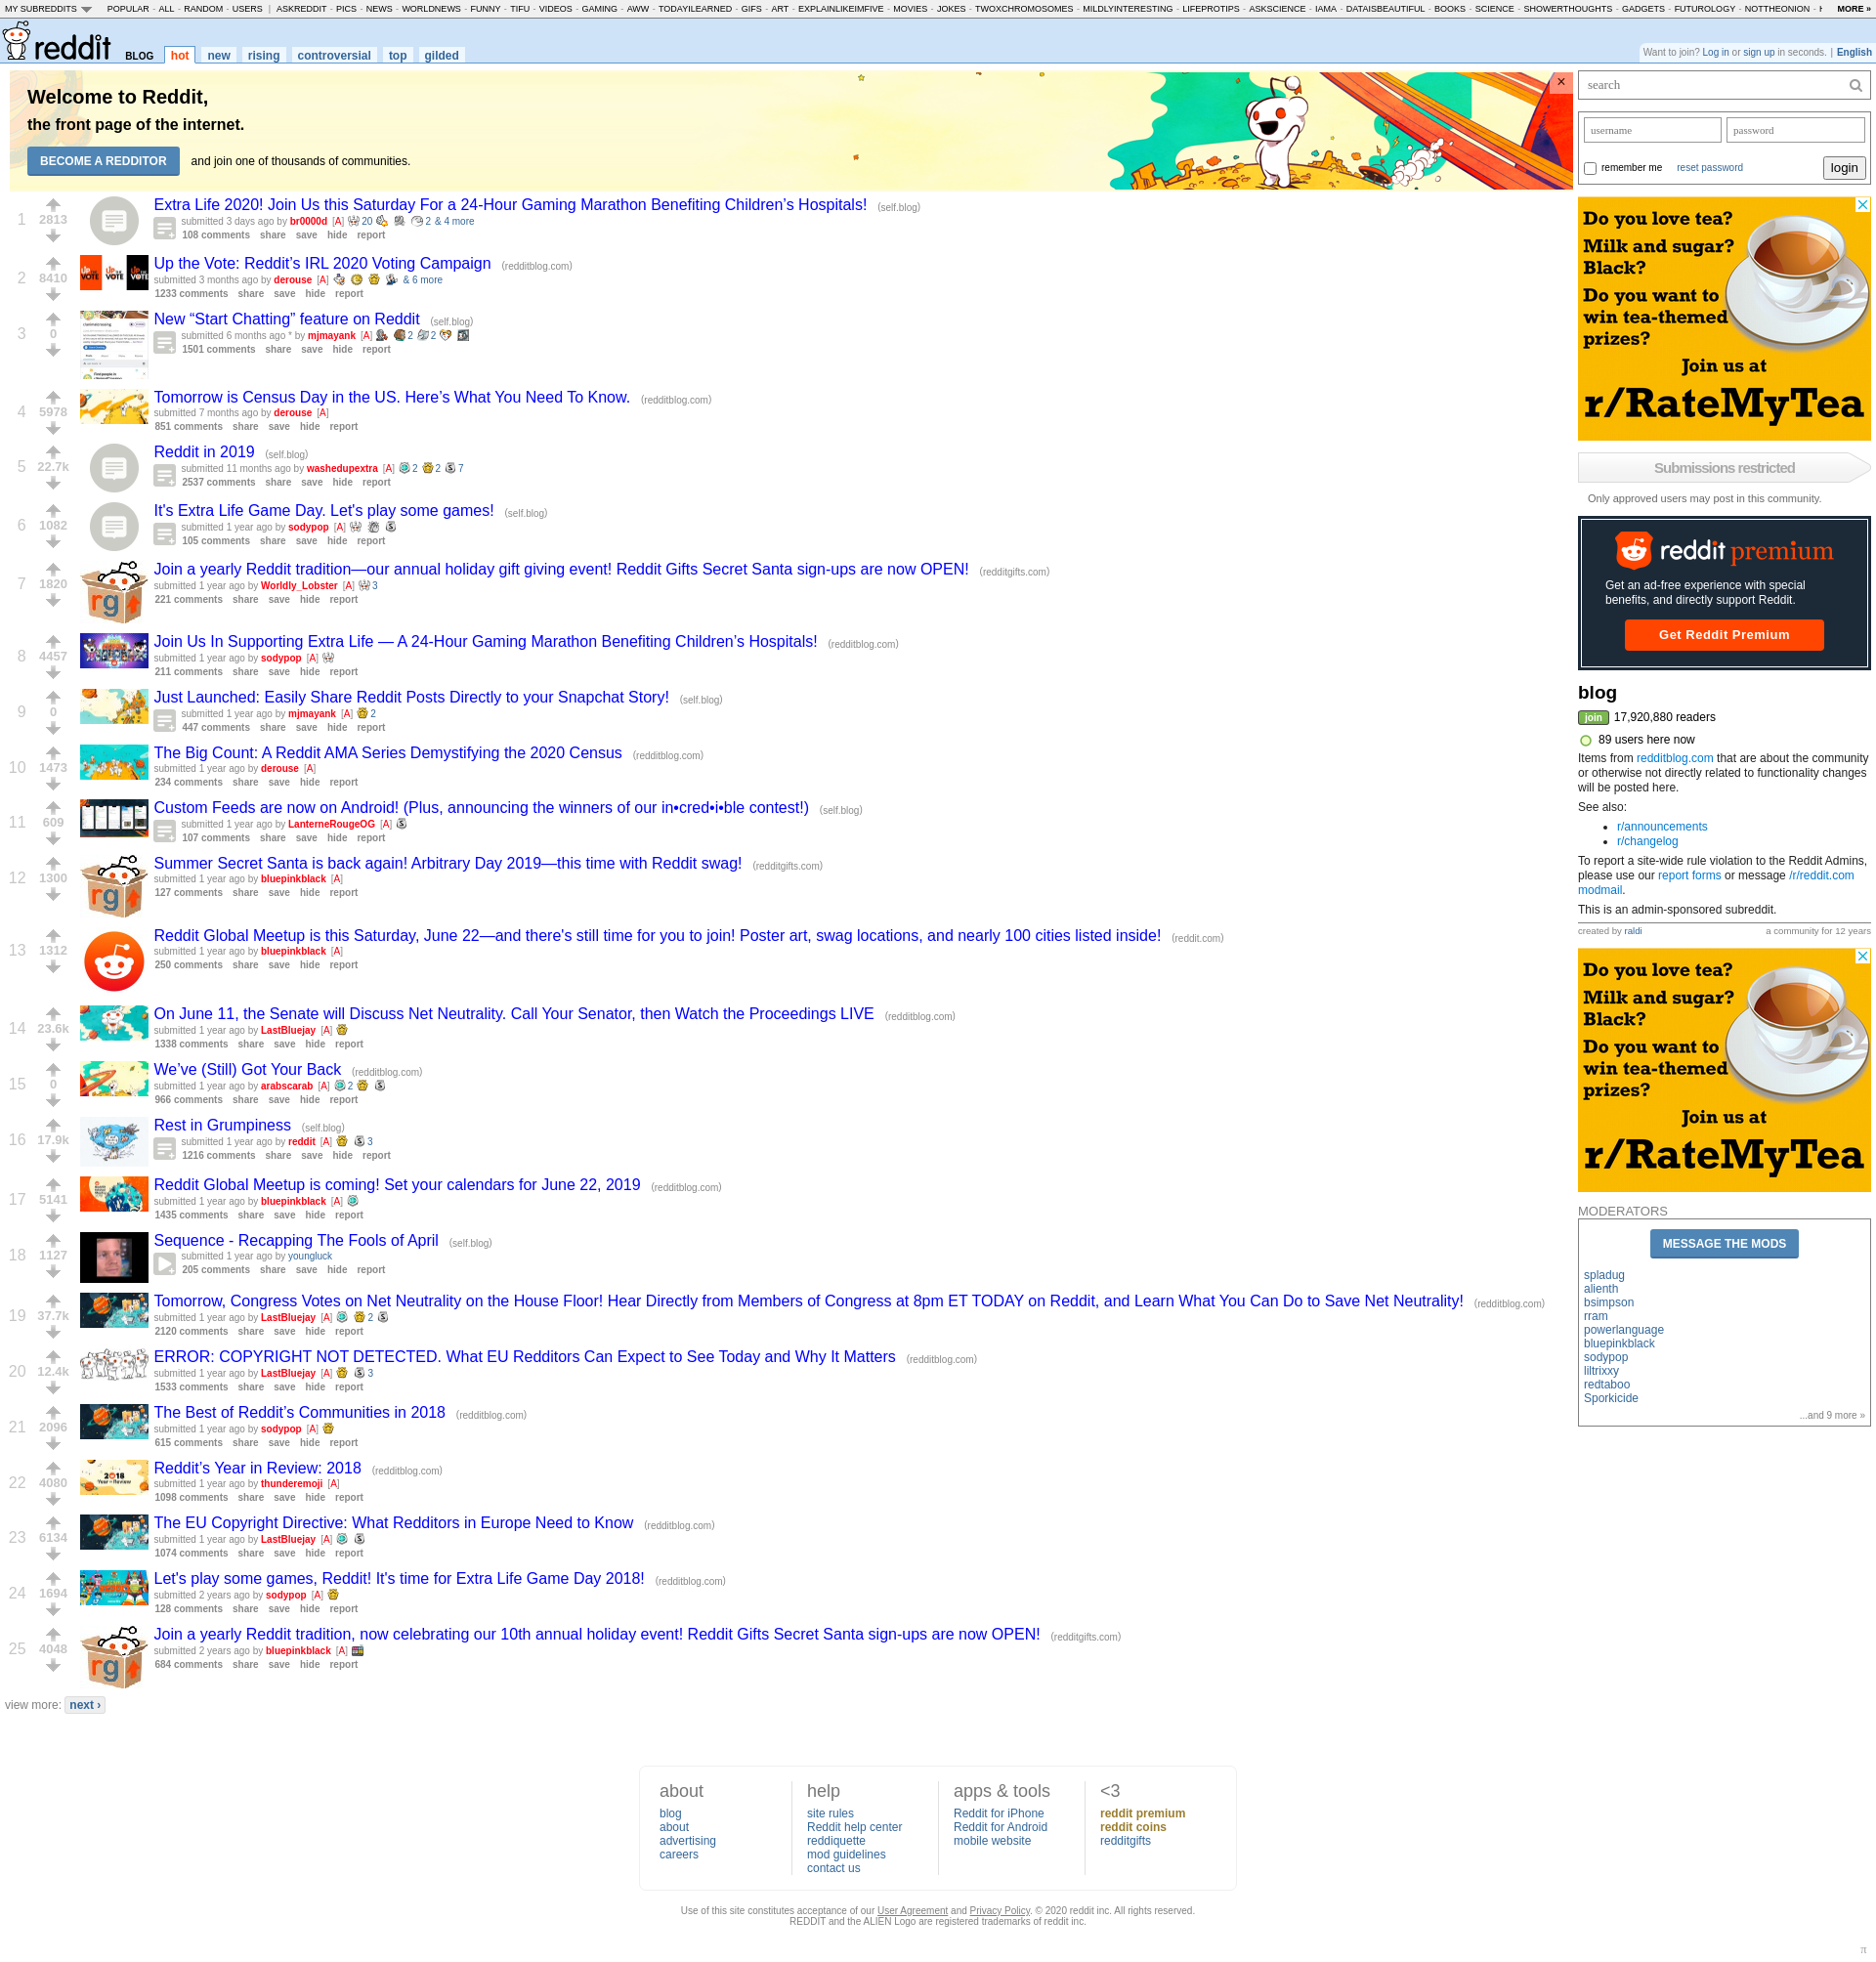 MY SUBREDDITS POPULAR - ALL - RANDOM - USERS | ASKREDDIT - PICS - NEWS - WORLDNEWS - FUNNY - TIFU - VIDEOS - GAMING - AWW - TODAYILEARNED - GIFS - ART - EXPLAINLIKEIMFIVE - MOVIES - JOKES - TWOXCHROMOSOMES - MILDLYINTERESTING - LIFEPROTIPS - ASKSCIENCE - IAMA - DATAISBEAUTIFUL - BOOKS - SCIENCE - SHOWERTHOUGHTS - GADGETS - FUTUROLOGY - NOTTHEONION - MORE »
reddit BLOG hot new rising controversial top gilded
Want to join? Log in or sign up in seconds. | English
Welcome to Reddit,
the front page of the internet.
BECOME A REDDITOR and join one of thousands of communities.
×
1
2813
Extra Life 2020! Join Us this Saturday For a 24-Hour Gaming Marathon Benefiting Children’s Hospitals! (self.blog)
submitted 3 days ago by br0000d [A] 20 2 & 4 more
108 comments share save hide report
2
8410
UP THE VOTE
Up the Vote: Reddit’s IRL 2020 Voting Campaign (redditblog.com)
submitted 3 months ago by derouse [A] & 6 more
1233 comments share save hide report
3
0
New “Start Chatting” feature on Reddit (self.blog)
submitted 6 months ago * by mjmayank [A] 2 2
1501 comments share save hide report
4
5978
Tomorrow is Census Day in the US. Here’s What You Need To Know. (redditblog.com)
submitted 7 months ago by derouse [A]
851 comments share save hide report
5
22.7k
Reddit in 2019 (self.blog)
submitted 11 months ago by washedupextra [A] 2 2 7
2537 comments share save hide report
6
1082
It's Extra Life Game Day. Let's play some games! (self.blog)
submitted 1 year ago by sodypop [A]
105 comments share save hide report
7
1820
rg
Join a yearly Reddit tradition—our annual holiday gift giving event! Reddit Gifts Secret Santa sign-ups are now OPEN! (redditgifts.com)
submitted 1 year ago by Worldly_Lobster [A] 3
221 comments share save hide report
8
4457
Join Us In Supporting Extra Life — A 24-Hour Gaming Marathon Benefiting Children’s Hospitals! (redditblog.com)
submitted 1 year ago by sodypop [A]
211 comments share save hide report
9
0
Just Launched: Easily Share Reddit Posts Directly to your Snapchat Story! (self.blog)
submitted 1 year ago by mjmayank [A] 2
447 comments share save hide report
10
1473
The Big Count: A Reddit AMA Series Demystifying the 2020 Census (redditblog.com)
submitted 1 year ago by derouse [A]
234 comments share save hide report
11
609
Custom Feeds are now on Android! (Plus, announcing the winners of our in•cred•i•ble contest!) (self.blog)
submitted 1 year ago by LanterneRougeOG [A]
107 comments share save hide report
12
1300
rg
Summer Secret Santa is back again! Arbitrary Day 2019—this time with Reddit swag! (redditgifts.com)
submitted 1 year ago by bluepinkblack [A]
127 comments share save hide report
13
1312
Reddit Global Meetup is this Saturday, June 22—and there's still time for you to join! Poster art, swag locations, and nearly 100 cities listed inside! (reddit.com)
submitted 1 year ago by bluepinkblack [A]
250 comments share save hide report
14
23.6k
On June 11, the Senate will Discuss Net Neutrality. Call Your Senator, then Watch the Proceedings LIVE (redditblog.com)
submitted 1 year ago by LastBluejay [A]
1338 comments share save hide report
15
0
We’ve (Still) Got Your Back (redditblog.com)
submitted 1 year ago by arabscarab [A] 2
966 comments share save hide report
16
17.9k
Rest in Grumpiness (self.blog)
submitted 1 year ago by reddit [A] 3
1216 comments share save hide report
17
5141
Reddit Global Meetup is coming! Set your calendars for June 22, 2019 (redditblog.com)
submitted 1 year ago by bluepinkblack [A]
1435 comments share save hide report
18
1127
Sequence - Recapping The Fools of April (self.blog)
submitted 1 year ago by youngluck
205 comments share save hide report
19
37.7k
Tomorrow, Congress Votes on Net Neutrality on the House Floor! Hear Directly from Members of Congress at 8pm ET TODAY on Reddit, and Learn What You Can Do to Save Net Neutrality! (redditblog.com)
submitted 1 year ago by LastBluejay [A] 2
2120 comments share save hide report
20
12.4k
ERROR: COPYRIGHT NOT DETECTED. What EU Redditors Can Expect to See Today and Why It Matters (redditblog.com)
submitted 1 year ago by LastBluejay [A] 3
1533 comments share save hide report
21
2096
The Best of Reddit’s Communities in 2018 (redditblog.com)
submitted 1 year ago by sodypop [A]
615 comments share save hide report
22
4080
2018
Reddit’s Year in Review: 2018 (redditblog.com)
submitted 1 year ago by thunderemoji [A]
1098 comments share save hide report
23
6134
The EU Copyright Directive: What Redditors in Europe Need to Know (redditblog.com)
submitted 1 year ago by LastBluejay [A]
1074 comments share save hide report
24
1694
Let's play some games, Reddit! It's time for Extra Life Game Day 2018! (redditblog.com)
submitted 2 years ago by sodypop [A]
128 comments share save hide report
25
4048
rg
Join a yearly Reddit tradition, now celebrating our 10th annual holiday event! Reddit Gifts Secret Santa sign-ups are now OPEN! (redditgifts.com)
submitted 2 years ago by bluepinkblack [A]
684 comments share save hide report
view more: next ›
search
username password
remember me reset password login
Do you love tea?
Milk and sugar?
Black?
Do you want to
win tea-themed
prizes?
Join us at
r/RateMyTea
Submissions restricted
Only approved users may post in this community.
reddit premium
Get an ad-free experience with special
benefits, and directly support Reddit.
Get Reddit Premium
blog
join 17,920,880 readers
89 users here now
Items from redditblog.com that are about the community
or otherwise not directly related to functionality changes
will be posted here.
See also:
• r/announcements
• r/changelog
To report a site-wide rule violation to the Reddit Admins,
please use our report forms or message /r/reddit.com
modmail.
This is an admin-sponsored subreddit.
created by raldi a community for 12 years
Do you love tea?
Milk and sugar?
Black?
Do you want to
win tea-themed
prizes?
Join us at
r/RateMyTea
MODERATORS
MESSAGE THE MODS
spladug
alienth
bsimpson
rram
powerlanguage
bluepinkblack
sodypop
liltrixxy
redtaboo
Sporkicide
...and 9 more »
about
blog
about
advertising
careers
help
site rules
Reddit help center
reddiquette
mod guidelines
contact us
apps & tools
Reddit for iPhone
Reddit for Android
mobile website
<3
reddit premium
reddit coins
redditgifts
Use of this site constitutes acceptance of our User Agreement and Privacy Policy. © 2020 reddit inc. All rights reserved.
REDDIT and the ALIEN Logo are registered trademarks of reddit inc.
π